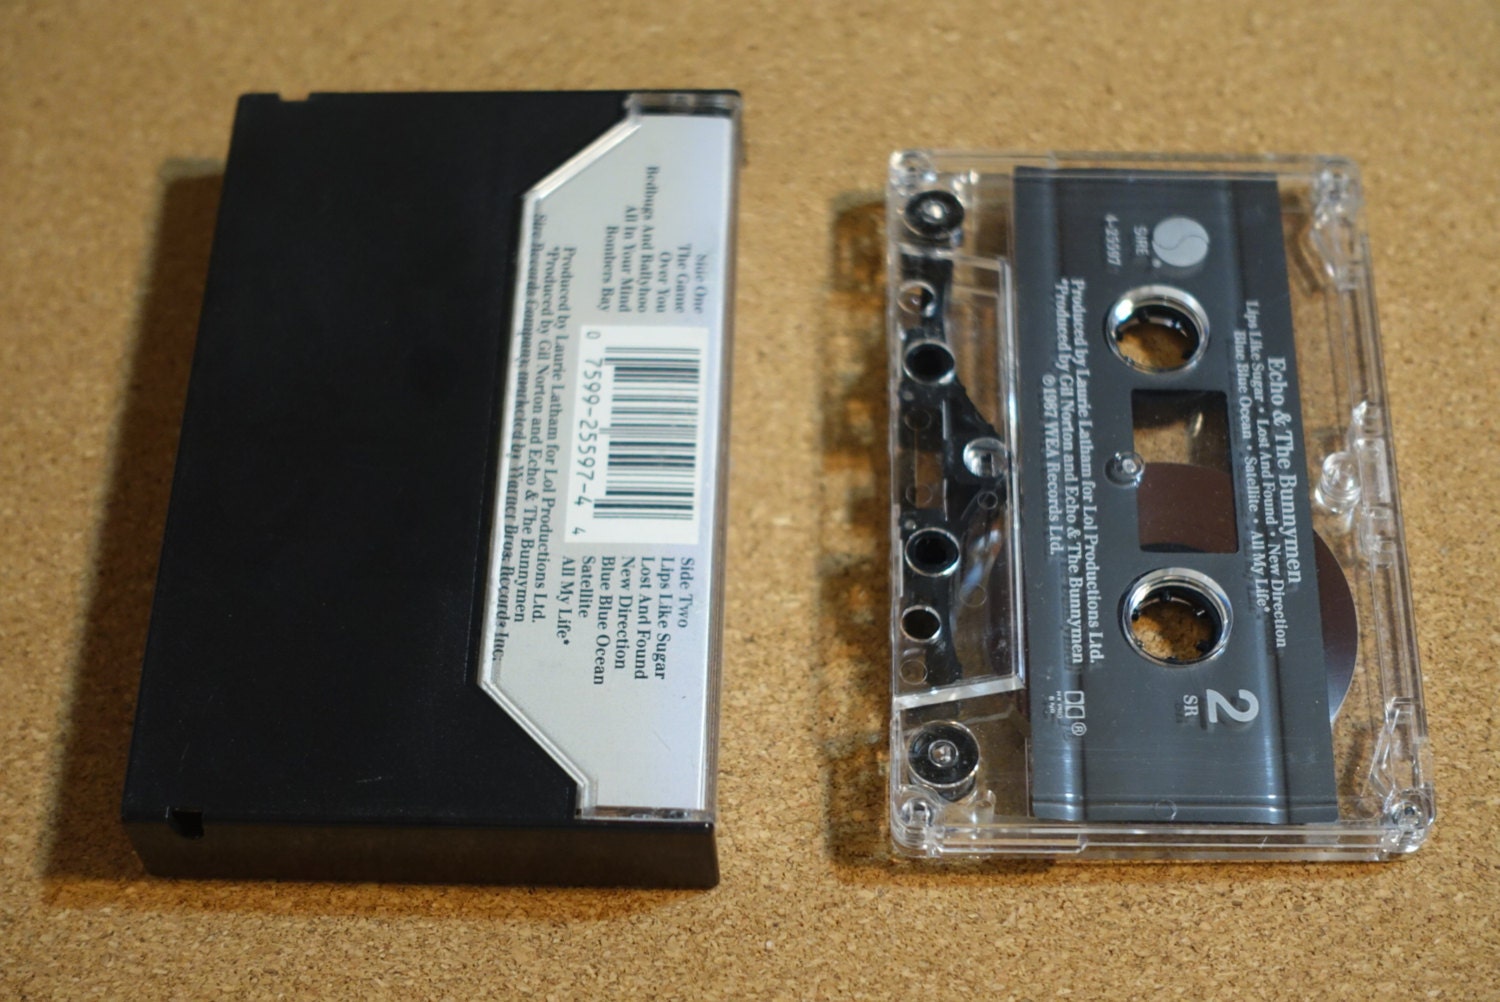 Side One
The Game
Over You
Bedbugs And Ballyhoo
All In Your Mind
Bombers Bay
0 7599-25597-4 4
Side Two
Lips Like Sugar
Lost And Found
New Direction
Blue Blue Ocean
Satellite
All My Life*
Produced by Laurie Latham for Lol Productions Ltd.
*Produced by Gil Norton and Echo & The Bunnymen
Sire Records Company, marketed by Warner Bros. Records Inc.
Echo & The Bunnymen
Lips Like Sugar • Lost And Found • New Direction
Blue Blue Ocean • Satellite • All My Life*
SIRE
4-25597
2
SR
Produced by Laurie Latham for Lol Productions Ltd.
*Produced by Gil Norton and Echo & The Bunnymen
℗1987 WEA Records Ltd.
HX PRO
B NR